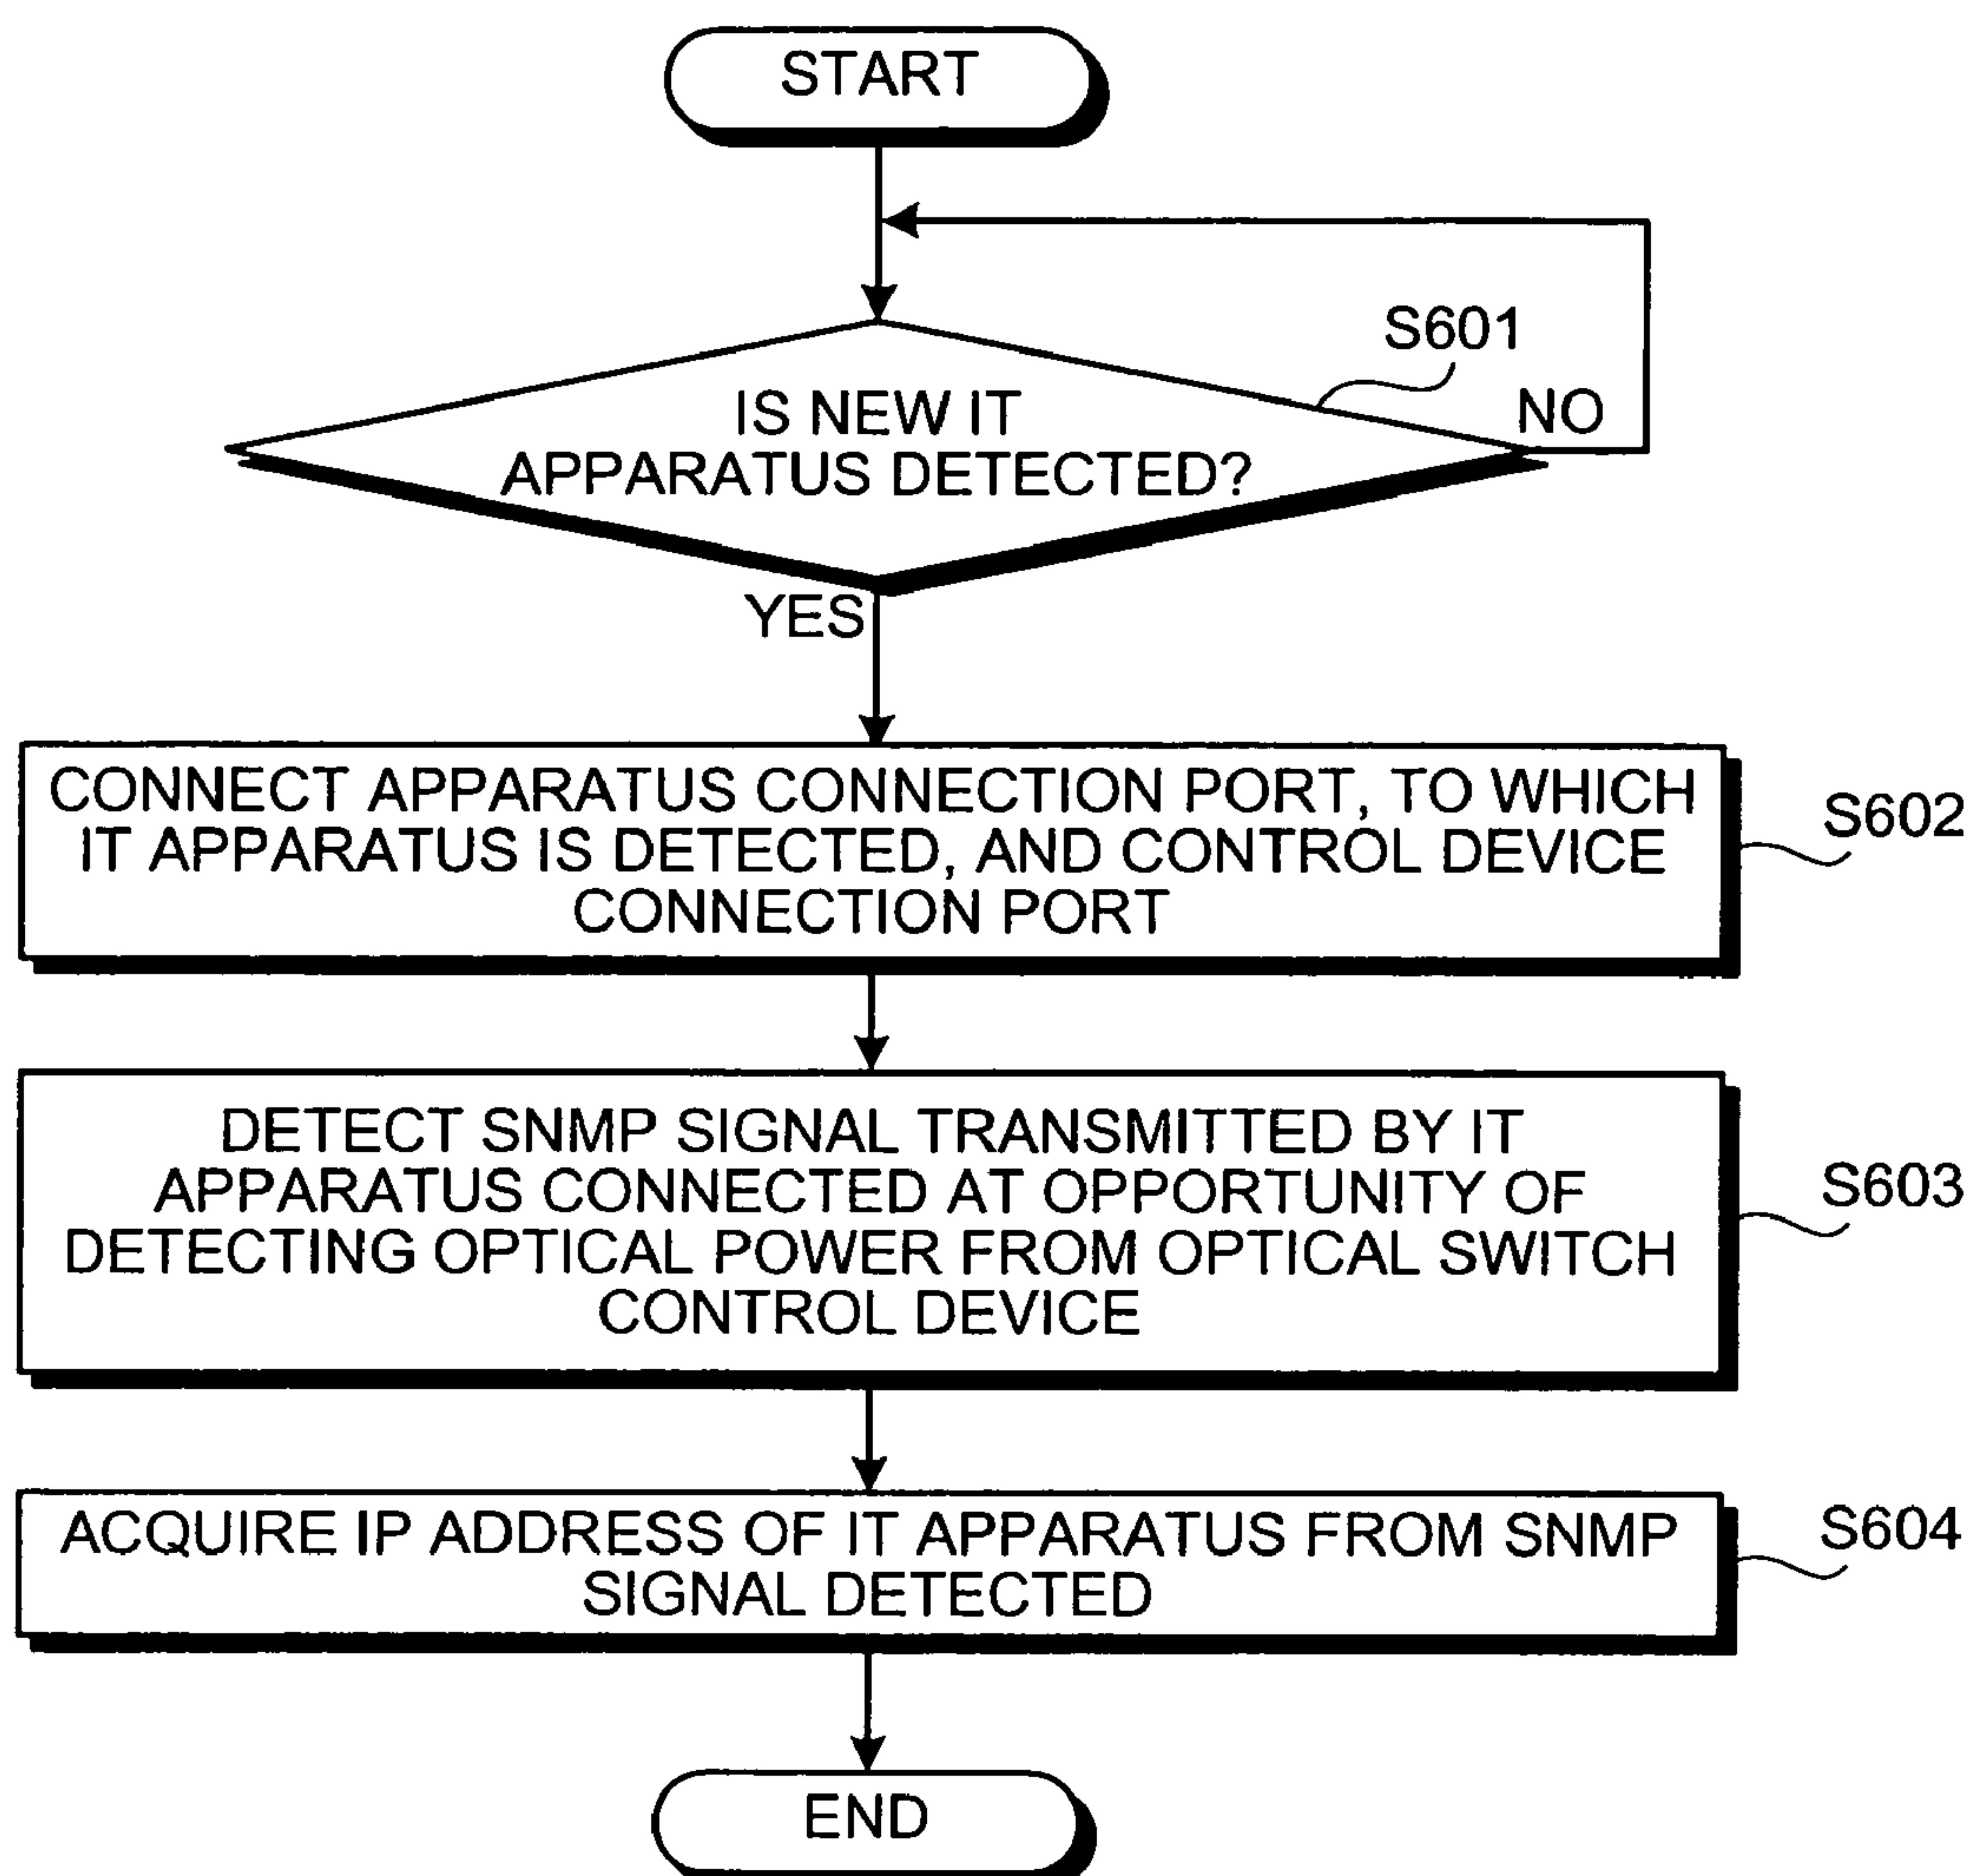 START
S601
NO
IS NEW IT
APPARATUS DETECTED?
YES
CONNECT APPARATUS CONNECTION PORT, TO WHICH
IT APPARATUS IS DETECTED, AND CONTROL DEVICE
CONNECTION PORT
S602
DETECT SNMP SIGNAL TRANSMITTED BY IT
APPARATUS CONNECTED AT OPPORTUNITY OF
DETECTING OPTICAL POWER FROM OPTICAL SWITCH
CONTROL DEVICE
S603
ACQUIRE IP ADDRESS OF IT APPARATUS FROM SNMP
SIGNAL DETECTED
S604
END